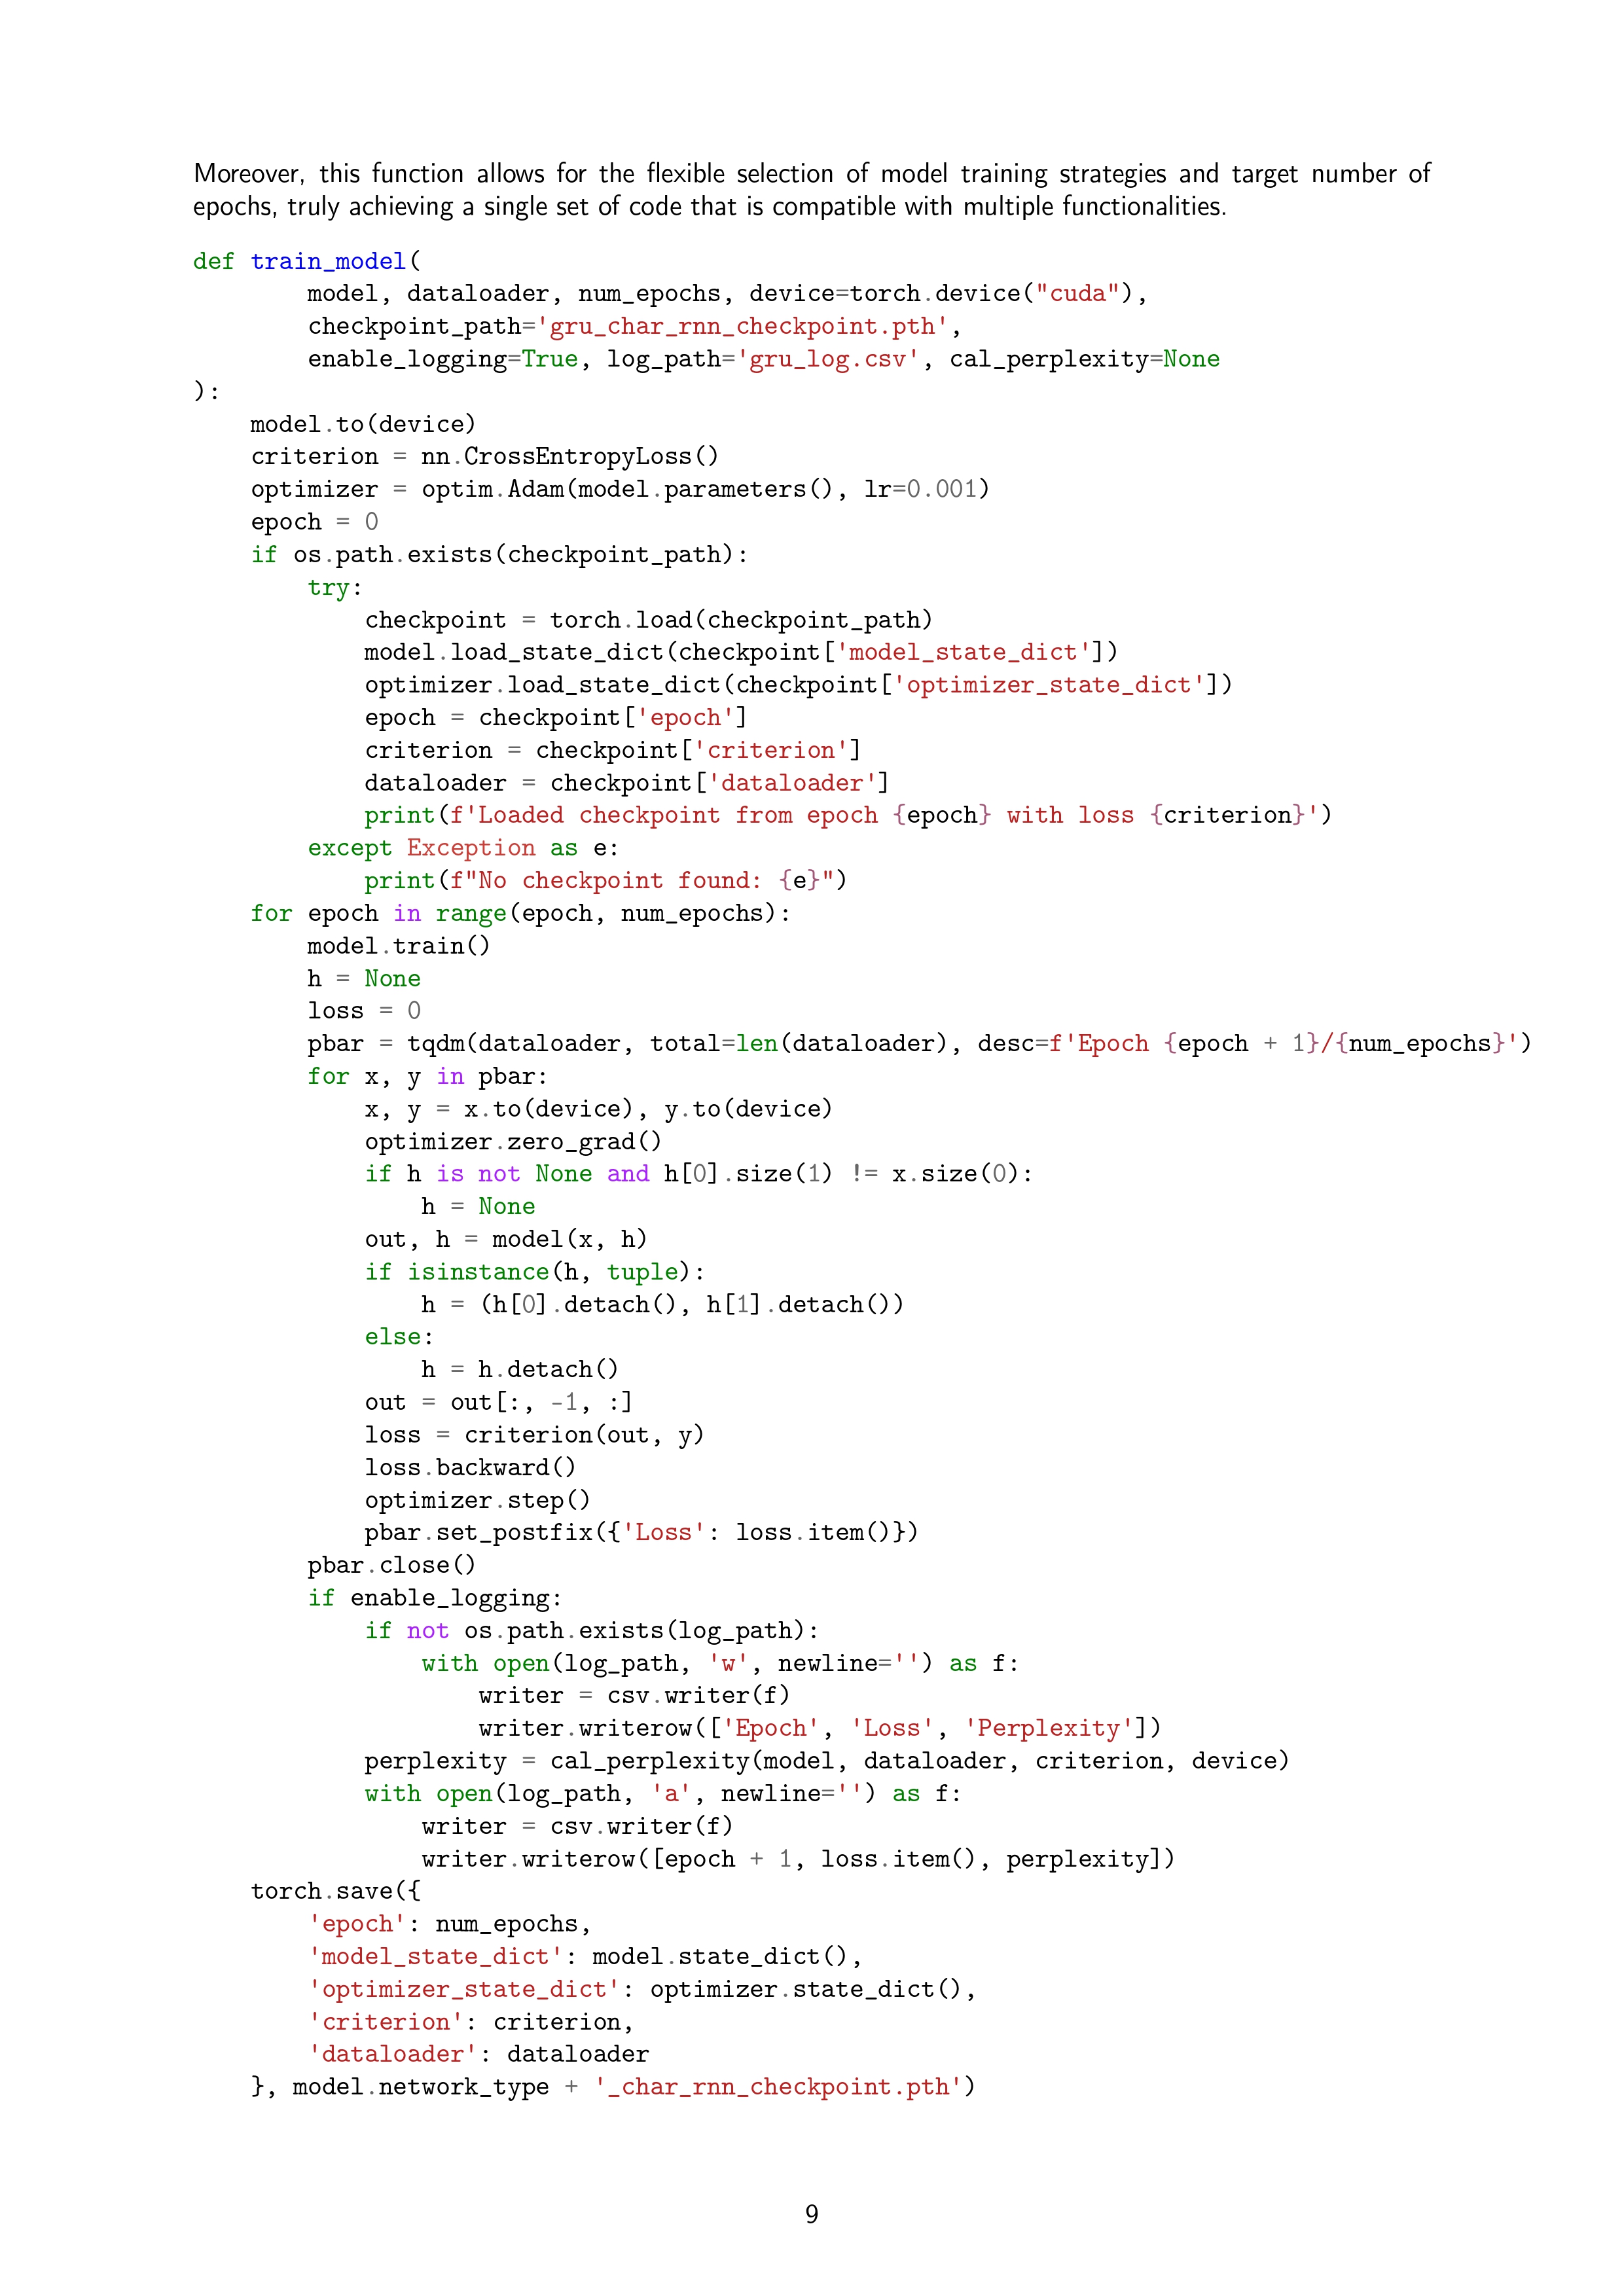 Moreover, this function allows for the flexible selection of model training strategies and target number of
epochs, truly achieving a single set of code that is compatible with multiple functionalities.
def train_model(
        model, dataloader, num_epochs, device=torch.device("cuda"),
        checkpoint_path='gru_char_rnn_checkpoint.pth',
        enable_logging=True, log_path='gru_log.csv', cal_perplexity=None
):
    model.to(device)
    criterion = nn.CrossEntropyLoss()
    optimizer = optim.Adam(model.parameters(), lr=0.001)
    epoch = 0
    if os.path.exists(checkpoint_path):
        try:
            checkpoint = torch.load(checkpoint_path)
            model.load_state_dict(checkpoint['model_state_dict'])
            optimizer.load_state_dict(checkpoint['optimizer_state_dict'])
            epoch = checkpoint['epoch']
            criterion = checkpoint['criterion']
            dataloader = checkpoint['dataloader']
            print(f'Loaded checkpoint from epoch {epoch} with loss {criterion}')
        except Exception as e:
            print(f"No checkpoint found: {e}")
    for epoch in range(epoch, num_epochs):
        model.train()
        h = None
        loss = 0
        pbar = tqdm(dataloader, total=len(dataloader), desc=f'Epoch {epoch + 1}/{num_epochs}')
        for x, y in pbar:
            x, y = x.to(device), y.to(device)
            optimizer.zero_grad()
            if h is not None and h[0].size(1) != x.size(0):
                h = None
            out, h = model(x, h)
            if isinstance(h, tuple):
                h = (h[0].detach(), h[1].detach())
            else:
                h = h.detach()
            out = out[:, -1, :]
            loss = criterion(out, y)
            loss.backward()
            optimizer.step()
            pbar.set_postfix({'Loss': loss.item()})
        pbar.close()
        if enable_logging:
            if not os.path.exists(log_path):
                with open(log_path, 'w', newline='') as f:
                    writer = csv.writer(f)
                    writer.writerow(['Epoch', 'Loss', 'Perplexity'])
            perplexity = cal_perplexity(model, dataloader, criterion, device)
            with open(log_path, 'a', newline='') as f:
                writer = csv.writer(f)
                writer.writerow([epoch + 1, loss.item(), perplexity])
    torch.save({
        'epoch': num_epochs,
        'model_state_dict': model.state_dict(),
        'optimizer_state_dict': optimizer.state_dict(),
        'criterion': criterion,
        'dataloader': dataloader
    }, model.network_type + '_char_rnn_checkpoint.pth')
9